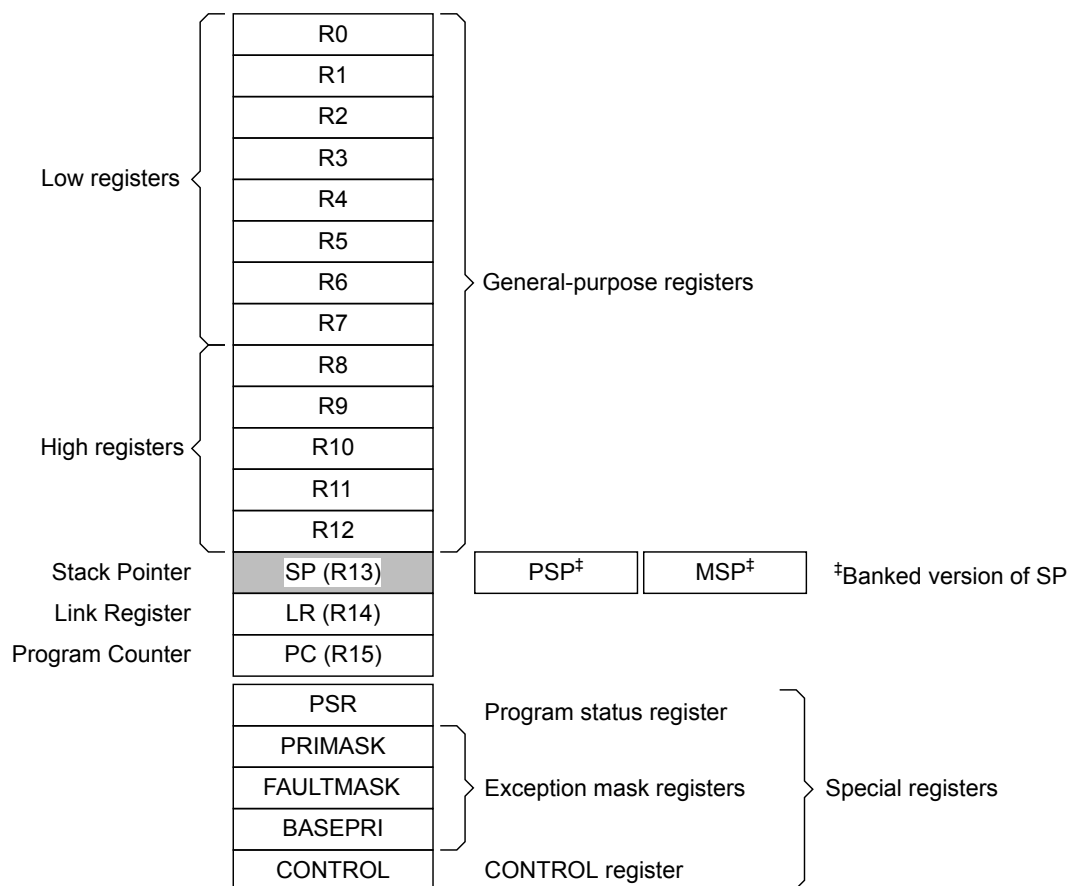 R0
R1
R2
R3
Low registers
R4
R5
R6
General-purpose registers
R7
R8
R9
High registers
R10
R11
R12
Stack Pointer SP (R13) PSP‡ MSP‡ ‡Banked version of SP
Link Register LR (R14)
Program Counter PC (R15)
PSR Program status register
PRIMASK
FAULTMASK Exception mask registers Special registers
BASEPRI
CONTROL CONTROL register